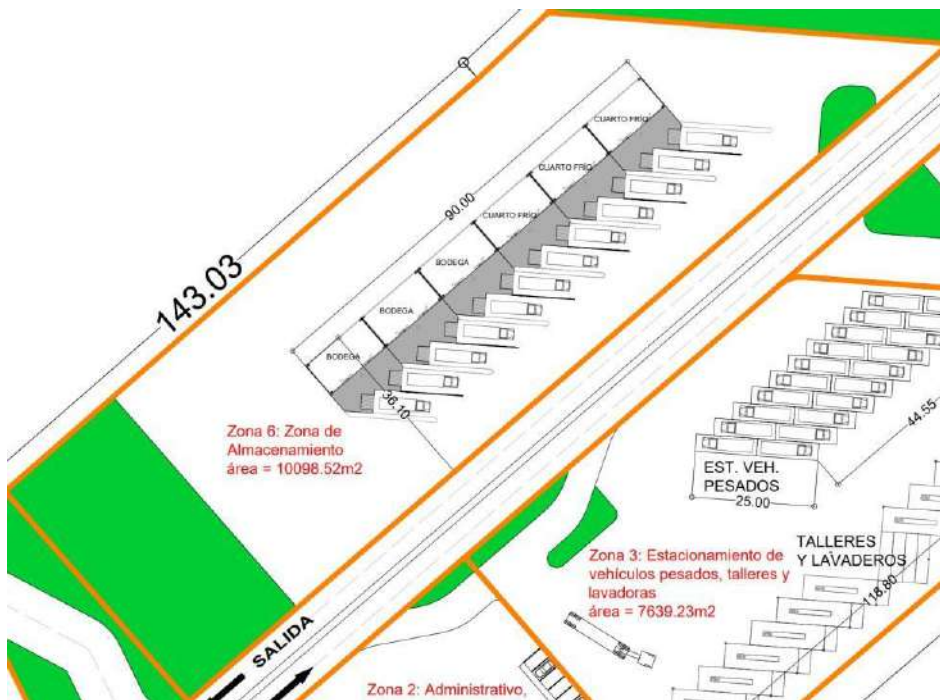 CUARTO FRÍO
CUARTO FRÍO
90.00
CUARTO FRÍO
BODEGA
143.03
BODEGA
BODEGA
36.10
44.55
Zona 6: Zona de
Almacenamiento
área = 10098.52m2
EST. VEH.
PESADOS
25.00
TALLERES
Y LAVADEROS
Zona 3: Estacionamiento de
vehículos pesados, talleres y
lavadoras
área = 7639.23m2
118.80
SALIDA
Zona 2: Administrativo,